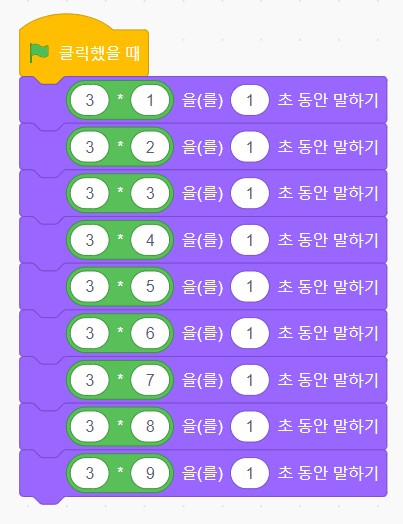 클릭했을 때
3 * 1 을(를) 1 초 동안 말하기
3 * 2 을(를) 1 초 동안 말하기
3 * 3 을(를) 1 초 동안 말하기
3 * 4 을(를) 1 초 동안 말하기
3 * 5 을(를) 1 초 동안 말하기
3 * 6 을(를) 1 초 동안 말하기
3 * 7 을(를) 1 초 동안 말하기
3 * 8 을(를) 1 초 동안 말하기
3 * 9 을(를) 1 초 동안 말하기